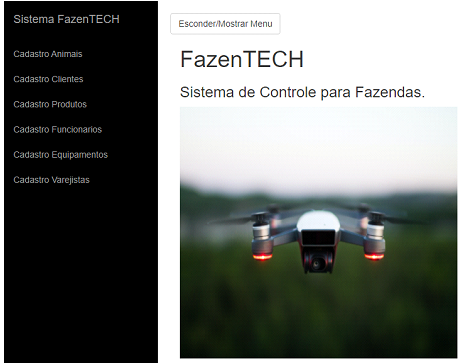 Sistema FazenTECH
Cadastro Animais
Cadastro Clientes
Cadastro Produtos
Cadastro Funcionarios
Cadastro Equipamentos
Cadastro Varejistas
Esconder/Mostrar Menu
FazenTECH
Sistema de Controle para Fazendas.